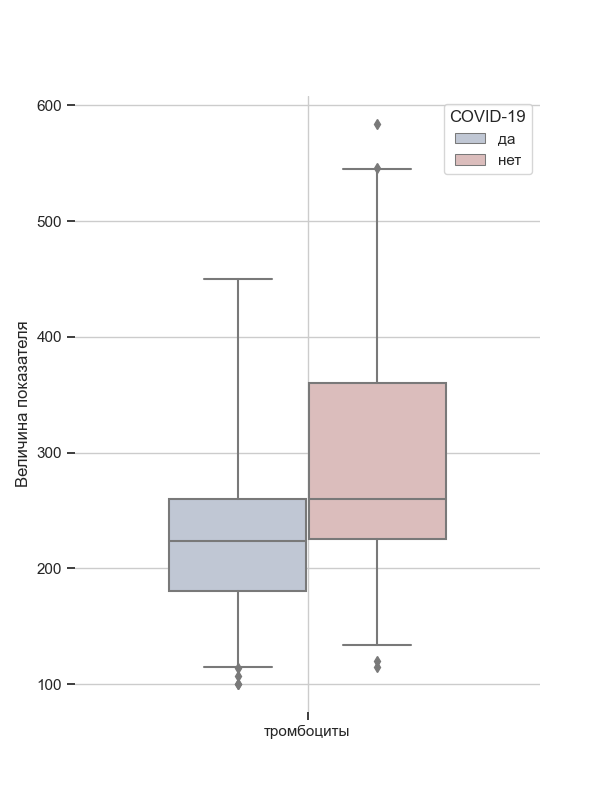 600
500
400
300
200
100
Величина показателя
COVID-19
да
нет
тромбоциты